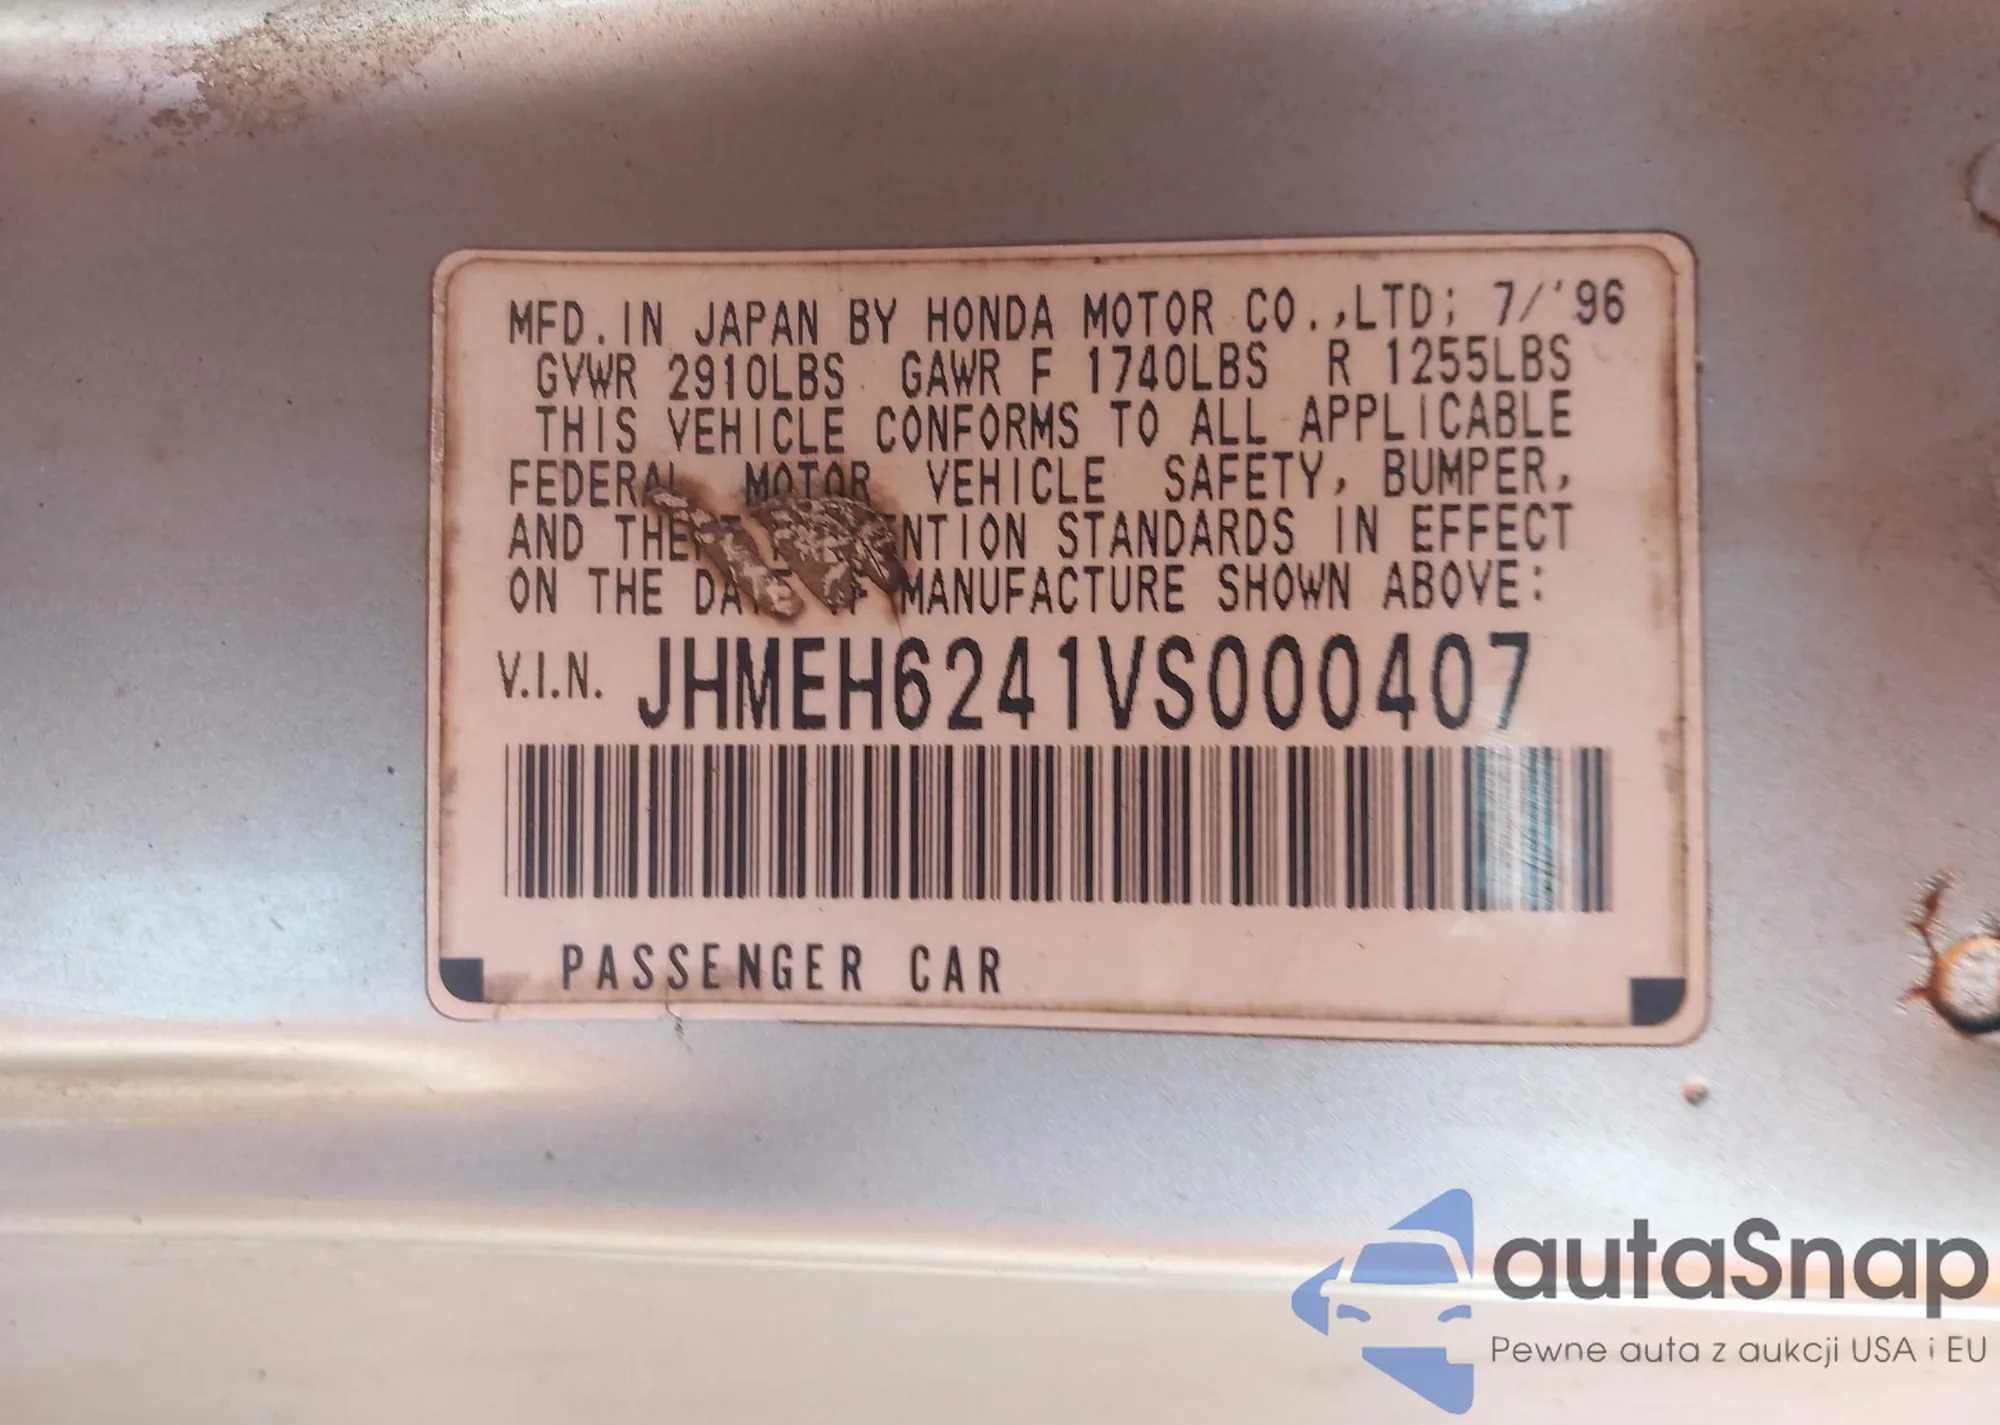 MFD. IN JAPAN BY HONDA MOTOR CO.,LTD; 7/'96
GVWR 2910LBS GAWR F 1740LBS R 1255LBS
THIS VEHICLE CONFORMS TO ALL APPLICABLE
FEDERAL MOTOR VEHICLE SAFETY, BUMPER,
AND STANDARDS IN EFFECT
ON THE DATE MANUFACTURE SHOWN ABOVE:
V.I.N. JHMEH6241VS000407
PASSENGER CAR
autaSnap
Pewne auta z aukcji USA i EU